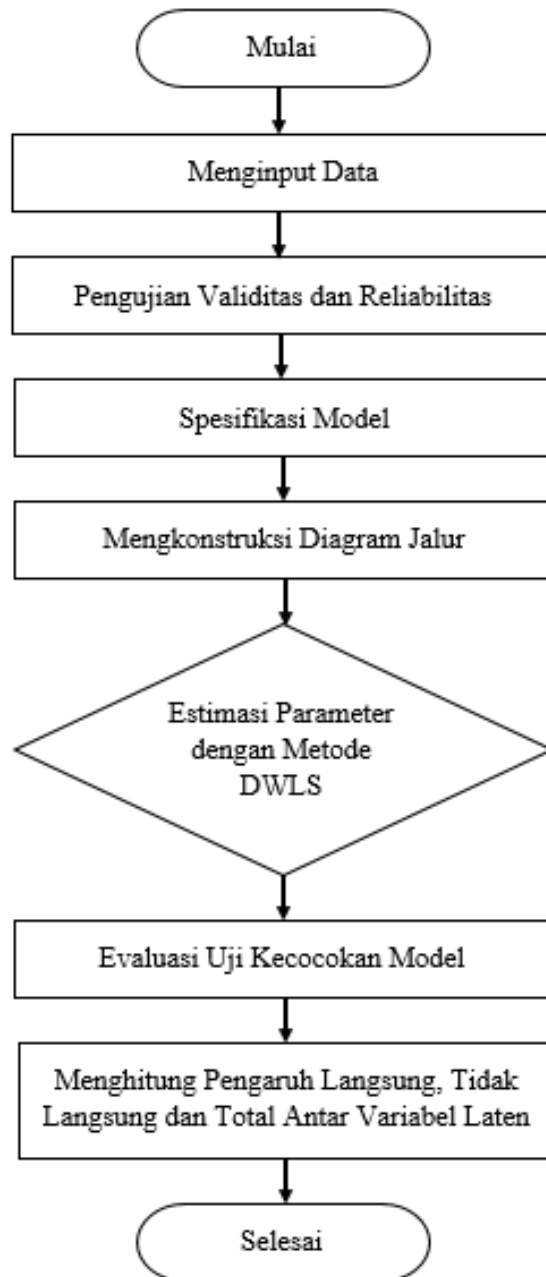 Mulai
Menginput Data
Pengujian Validitas dan Reliabilitas
Spesifikasi Model
Mengkonstruksi Diagram Jalur
Estimasi Parameter
dengan Metode
DWLS
Evaluasi Uji Kecocokan Model
Menghitung Pengaruh Langsung, Tidak
Langsung dan Total Antar Variabel Laten
Selesai